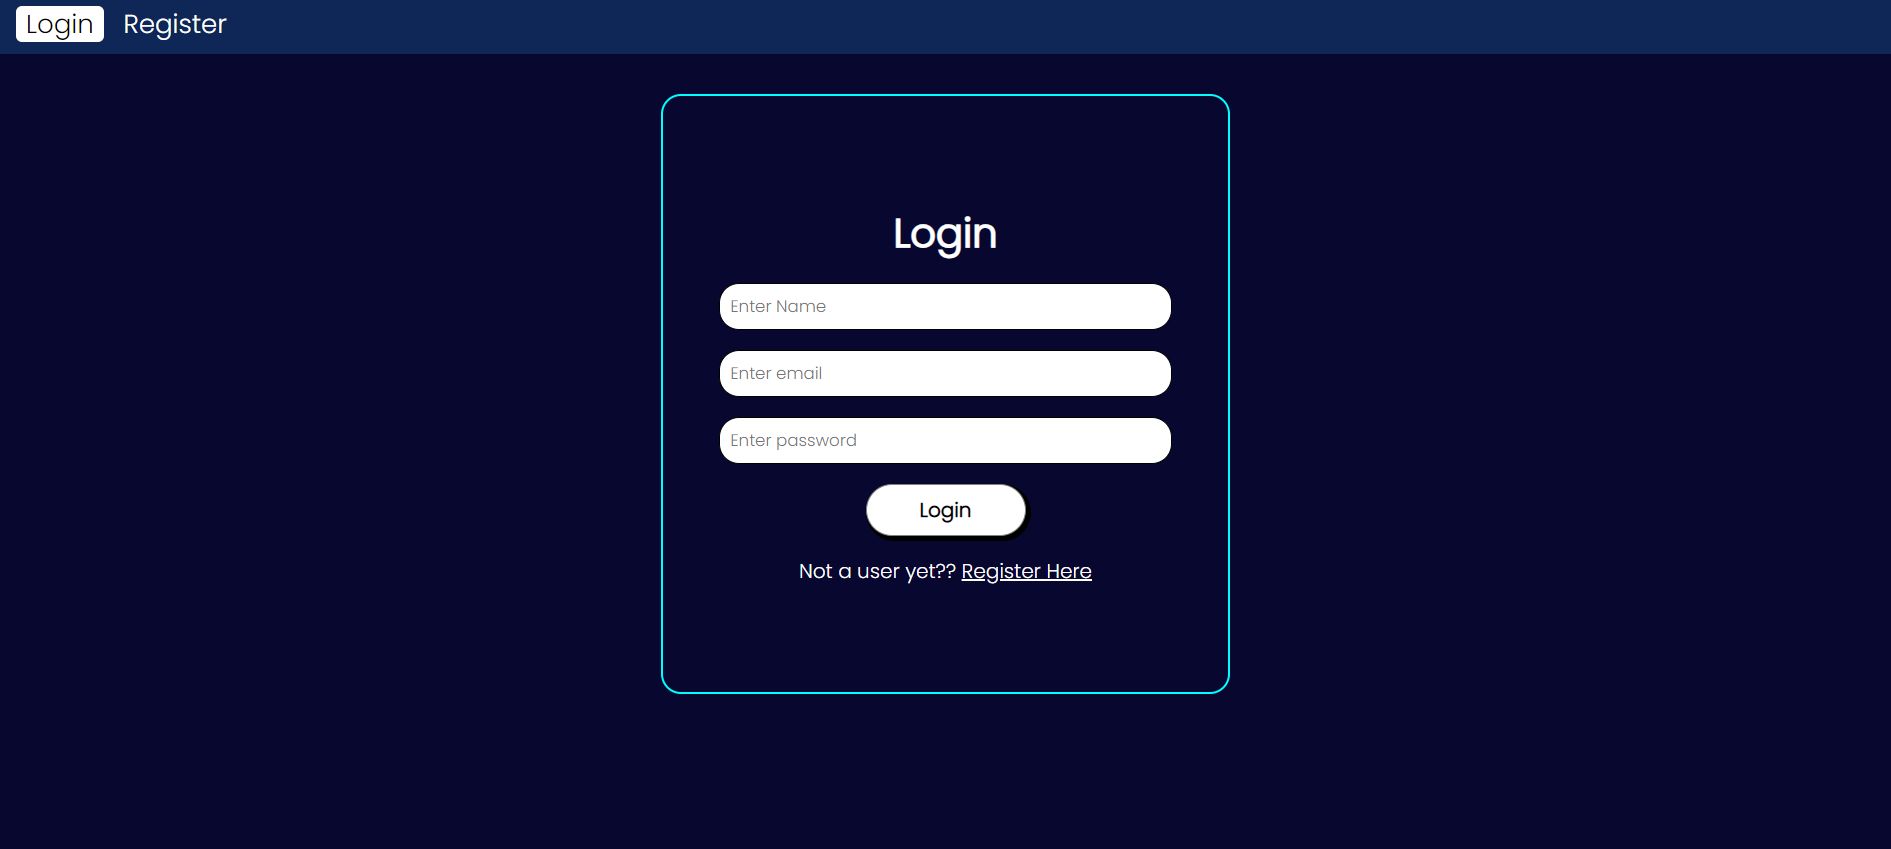 Login Register
Login
Enter Name
Enter email
Enter password
Login
Not a user yet?? Register Here